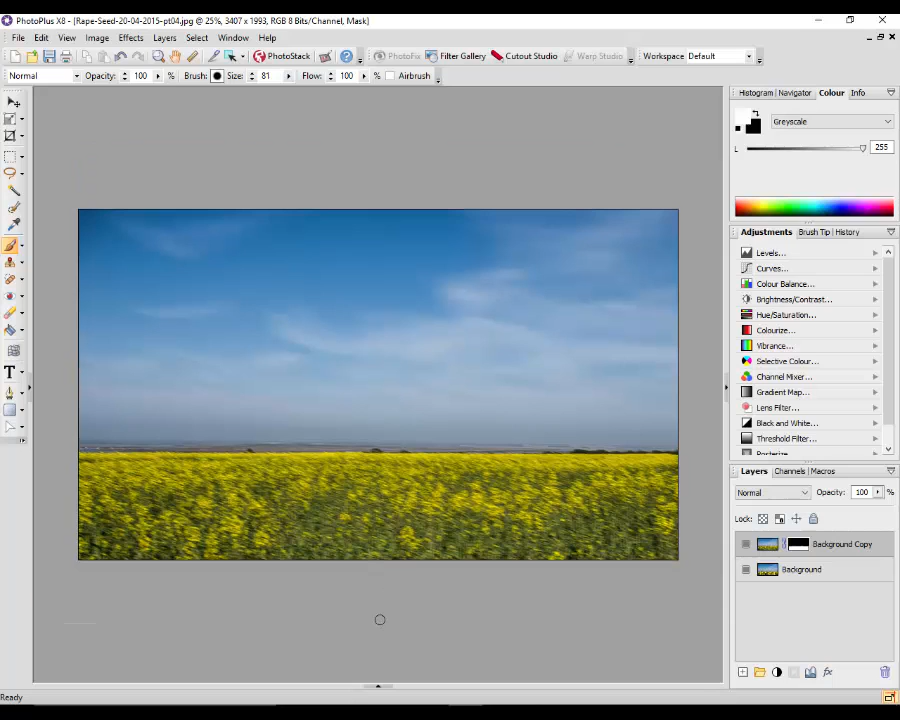 PhotoPlus X8 - [Rape-Seed-20-04-2015-pt04.jpg @ 25%, 3407 x 1993, RGB 8 Bits/Channel, Mask]
File Edit View Image Effects Layers Select Window Help
PhotoStack PhotoFix Filter Gallery Cutout Studio Warp Studio Workspace Default
Normal Opacity: 100 % Brush: Size: 81 Flow: 100 % Airbrush
Histogram Navigator Colour Info
Greyscale
L 255
Adjustments Brush Tip History
Levels...
Curves...
Colour Balance...
Brightness/Contrast...
Hue/Saturation...
Colourize...
Vibrance...
Selective Colour...
Channel Mixer...
Gradient Map...
Lens Filter...
Black and White...
Threshold Filter...
Posterize
Layers Channels Macros
Normal Opacity: 100 %
Lock:
Background Copy
Background
fx
T
Ready